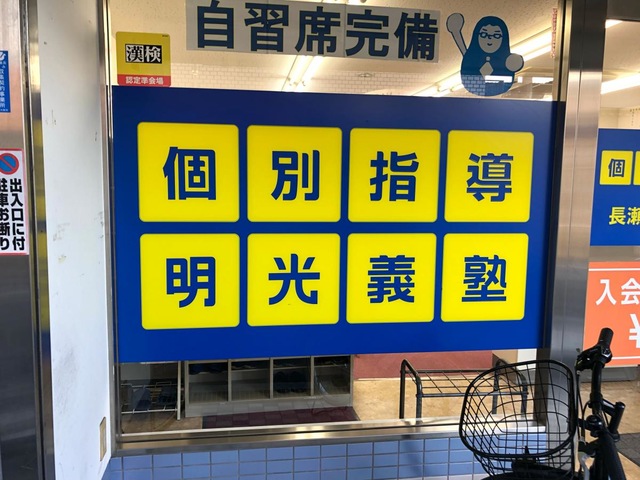 自習席完備
漢検
認定準会場
個別指導
明光義塾
出入口に付
駐車お断り
個
長瀬
入会
¥